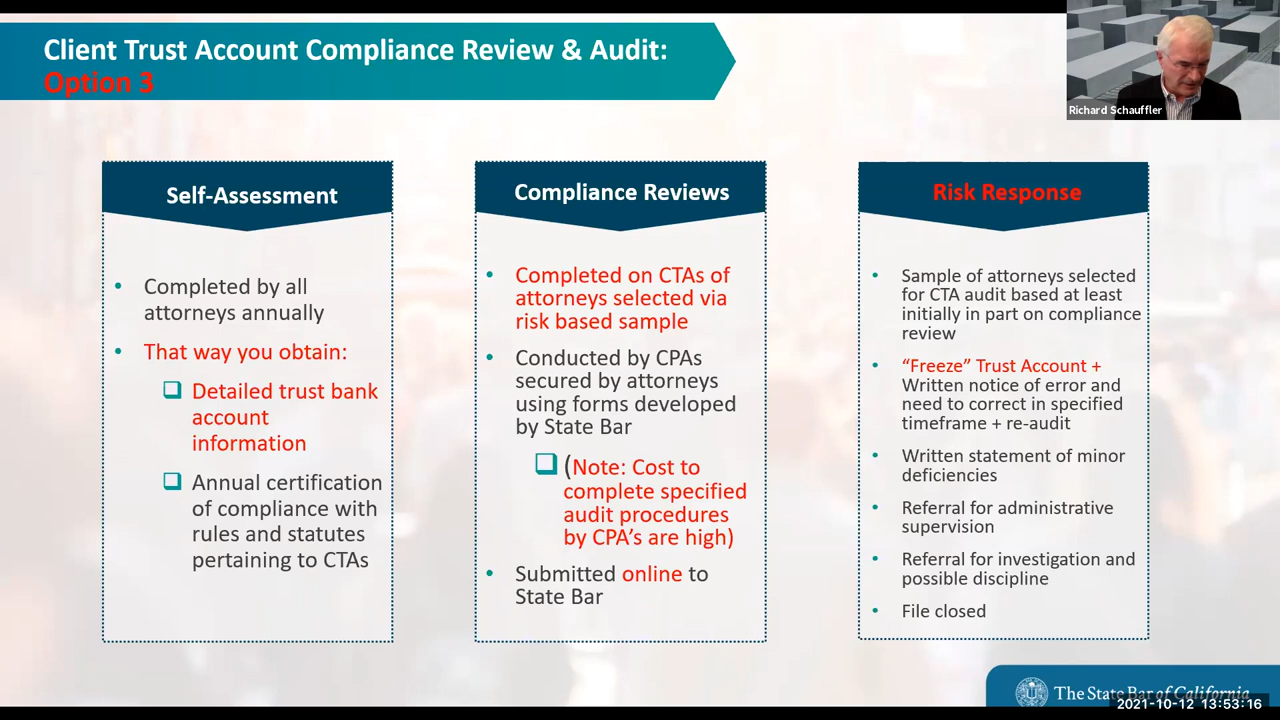 Client Trust Account Compliance Review & Audit:
Option 3
Richard Schauffler
Self-Assessment
• Completed by all
attorneys annually
• That way you obtain:
❑ Detailed trust bank
account
information
❑ Annual certification
of compliance with
rules and statutes
pertaining to CTAs
Compliance Reviews
• Completed on CTAs of
attorneys selected via
risk based sample
• Conducted by CPAs
secured by attorneys
using forms developed
by State Bar
❑ (Note: Cost to
complete specified
audit procedures
by CPA’s are high)
• Submitted online to
State Bar
Risk Response
• Sample of attorneys selected
for CTA audit based at least
initially in part on compliance
review
• “Freeze” Trust Account +
Written notice of error and
need to correct in specified
timeframe + re-audit
• Written statement of minor
deficiencies
• Referral for administrative
supervision
• Referral for investigation and
possible discipline
• File closed
The State Bar of California
2021-10-12 13:53:16